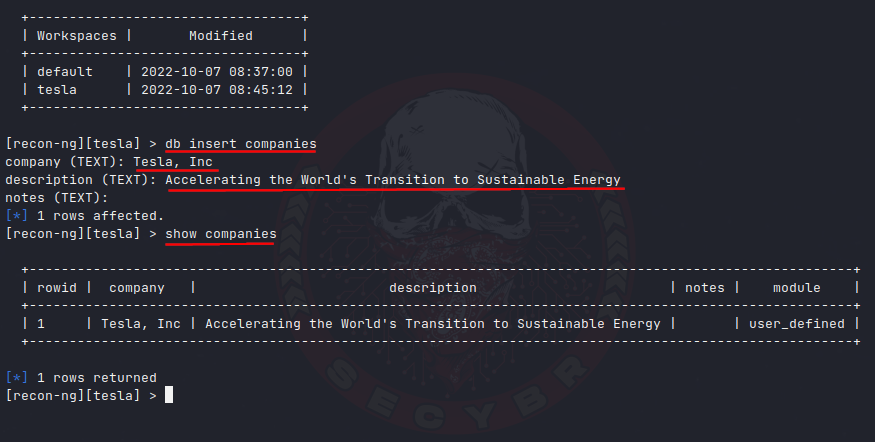 +----------------------------------+
| Workspaces |       Modified      |
+----------------------------------+
| default    | 2022-10-07 08:37:00 |
| tesla      | 2022-10-07 08:45:12 |
+----------------------------------+
[recon-ng][tesla] > db insert companies
company (TEXT): Tesla, Inc
description (TEXT): Accelerating the World's Transition to Sustainable Energy
notes (TEXT):
[*] 1 rows affected.
[recon-ng][tesla] > show companies
+-------------------------------------------------------------------------------------------------------+
| rowid |  company   |                        description                        | notes |    module    |
+-------------------------------------------------------------------------------------------------------+
| 1     | Tesla, Inc | Accelerating the World's Transition to Sustainable Energy |       | user_defined |
+-------------------------------------------------------------------------------------------------------+
[*] 1 rows returned
[recon-ng][tesla] >
SECYBR